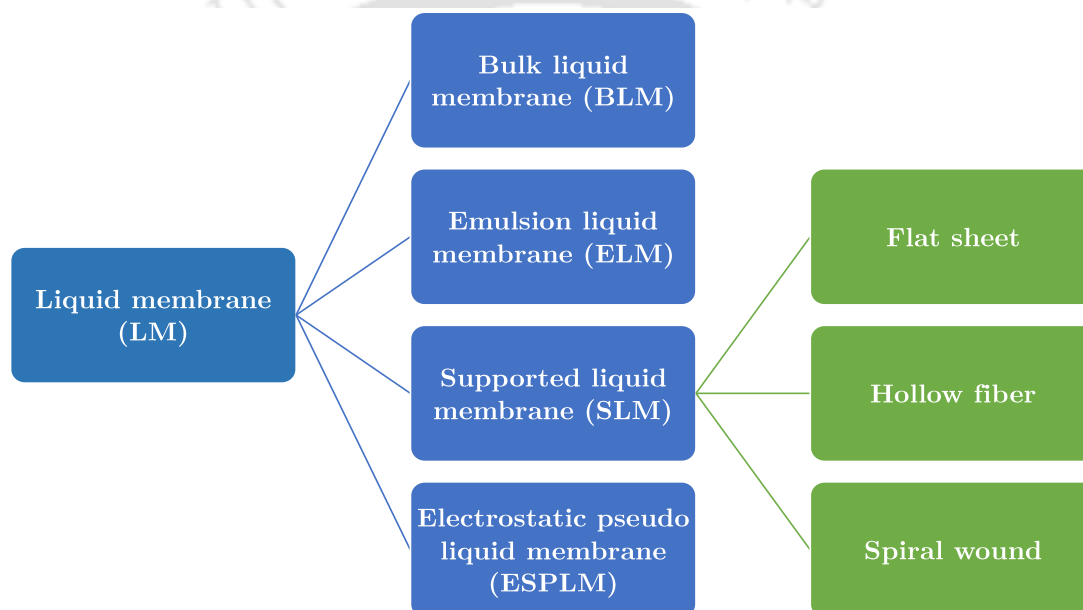 Liquid membrane
(LM)
Bulk liquid
membrane (BLM)
Emulsion liquid
membrane (ELM)
Supported liquid
membrane (SLM)
Electrostatic pseudo
liquid membrane
(ESPLM)
Flat sheet
Hollow fiber
Spiral wound